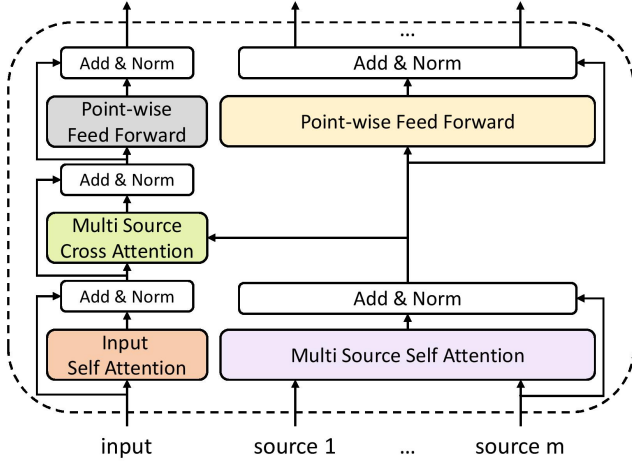 ...
Add & Norm
Add & Norm
Point-wise
Feed Forward
Point-wise Feed Forward
Add & Norm
Multi Source
Cross Attention
Add & Norm
Add & Norm
Input
Self Attention
Multi Source Self Attention
input
source 1
...
source m